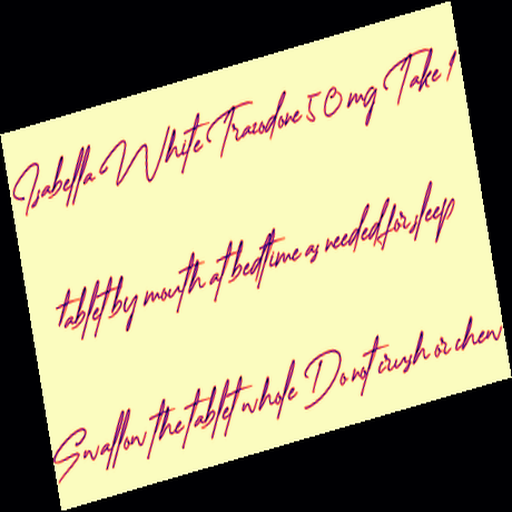 Isabella White Trazodone 50 mg Take 1
tablet by mouth at bedtime as needed for sleep
Swallow the tablet whole Do not crush or chew